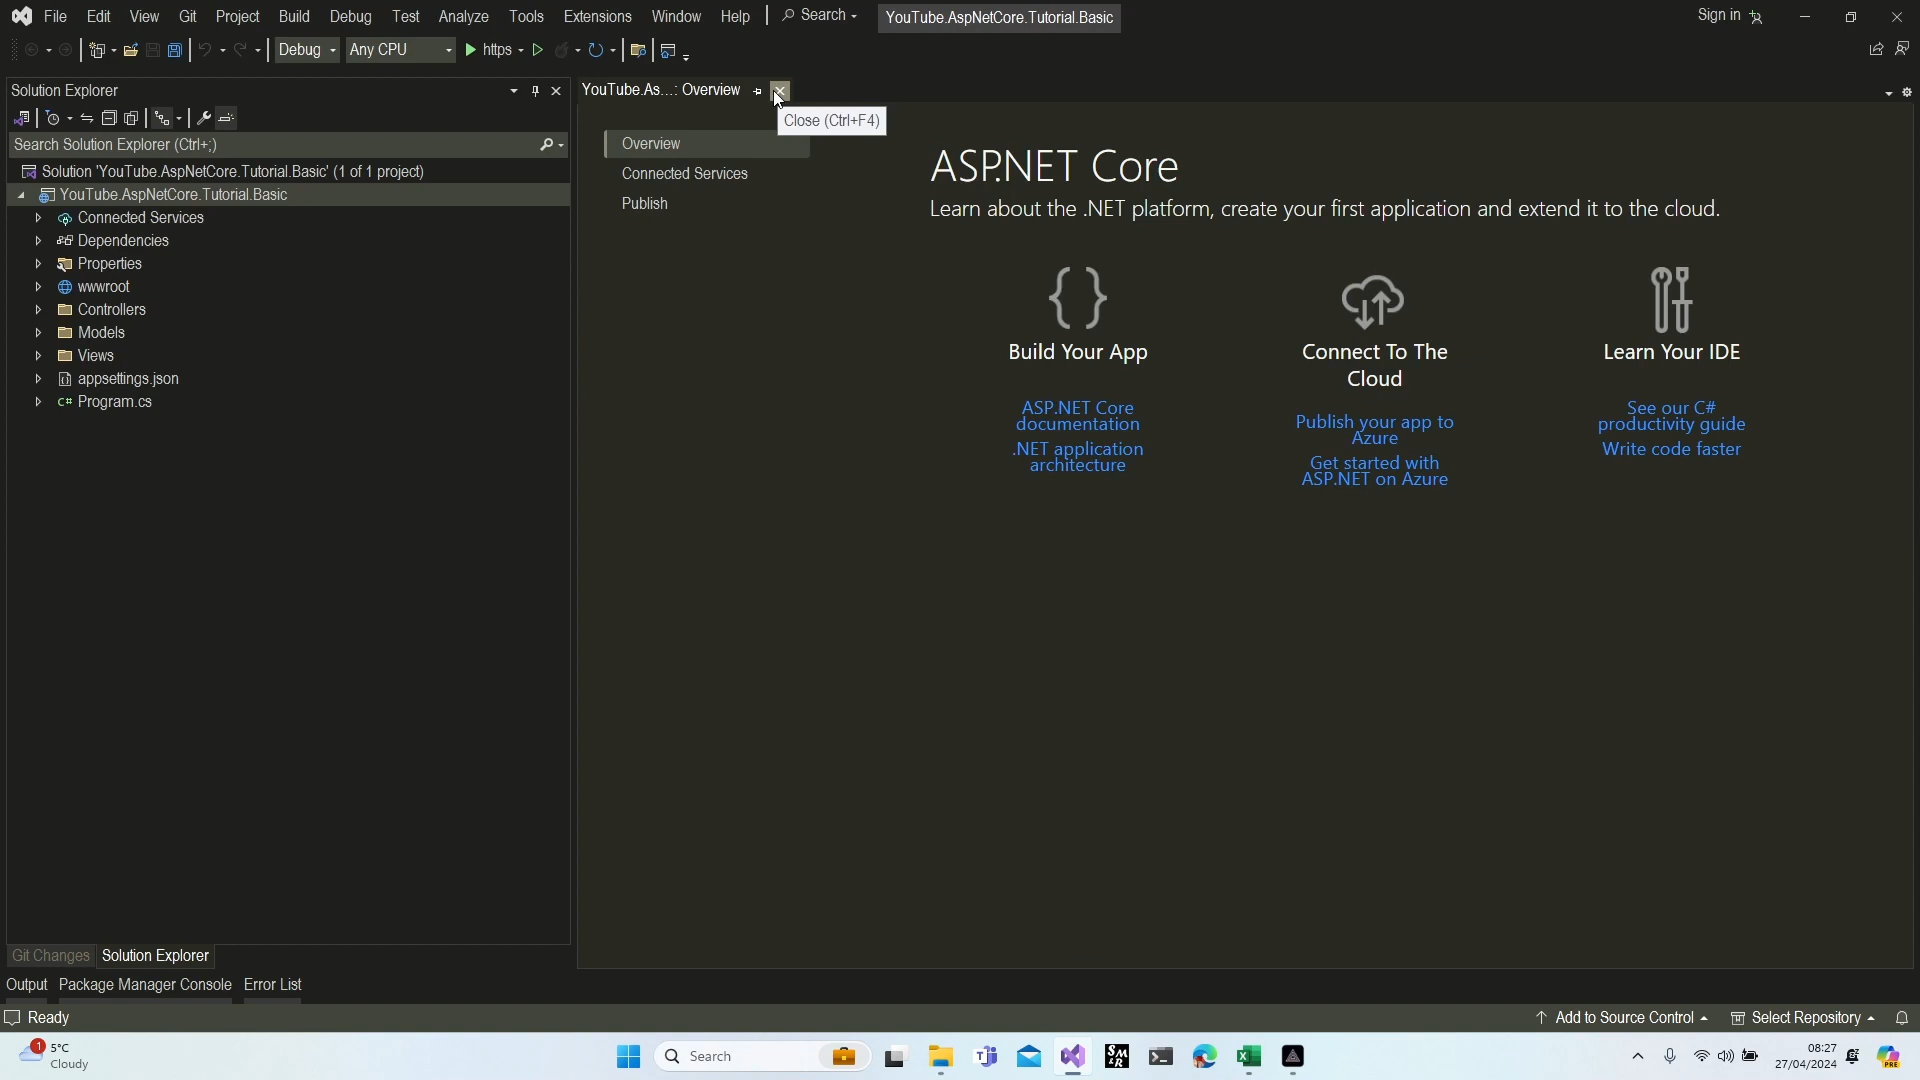 File Edit View Git Project Build Debug Test Analyze Tools Extensions Window Help Search YouTube.AspNetCore.Tutorial.Basic Sign in
Debug Any CPU https
Solution Explorer
YouTube.As...: Overview
Close (Ctrl+F4)
Search Solution Explorer (Ctrl+;)
Solution 'YouTube.AspNetCore.Tutorial.Basic' (1 of 1 project)
YouTube.AspNetCore.Tutorial.Basic
Connected Services
Dependencies
Properties
wwwroot
Controllers
Models
Views
appsettings.json
C# Program.cs
Overview
Connected Services
Publish
ASP.NET Core
Learn about the .NET platform, create your first application and extend it to the cloud.
Build Your App
ASP.NET Core
documentation
.NET application
architecture
Connect To The
Cloud
Publish your app to
Azure
Get started with
ASP.NET on Azure
Learn Your IDE
See our C#
productivity guide
Write code faster
Git Changes Solution Explorer
Output Package Manager Console Error List
Ready
Add to Source Control Select Repository
1
5°C
Cloudy
Search
08:27
27/04/2024
PRE